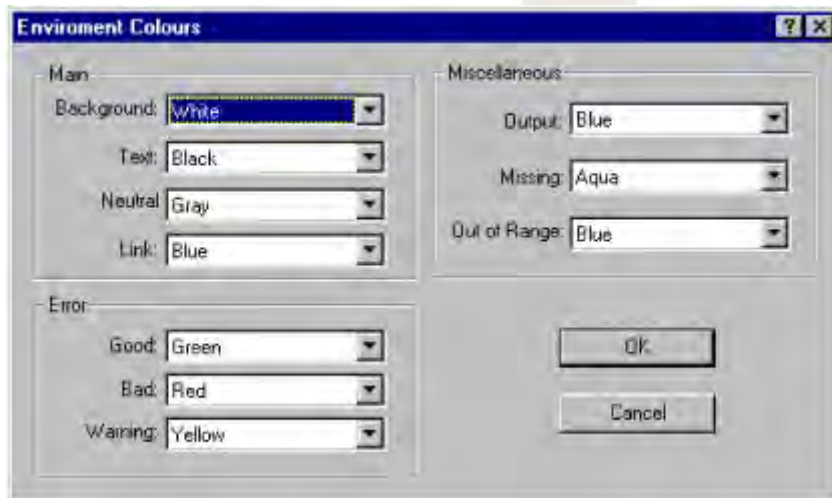 Enviroment Colours
Main
Background: White
Text: Black
Neutral Gray
Link: Blue
Error
Good: Green
Bad: Red
Warning: Yellow
Miscellaneous
Output: Blue
Missing: Aqua
Out of Range: Blue
OK
Cancel